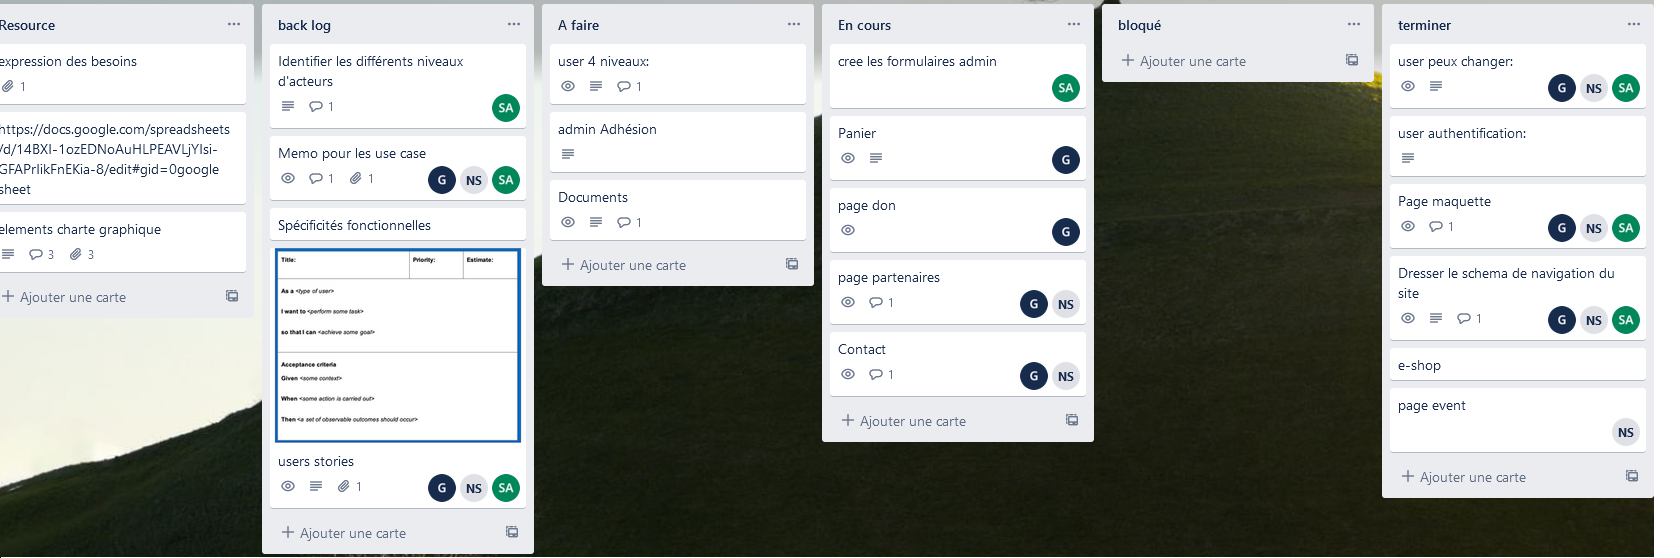 Resource
expression des besoins
1
https://docs.google.com/spreadsheets
/d/14BXI-1ozEDNoAuHLPEAVLjYIsi-
GFAPrIikFnEKia-8/edit#gid=0google
sheet
elements charte graphique
3 3
+ Ajouter une carte
back log
Identifier les différents niveaux
d'acteurs
1 SA
Memo pour les use case
1 1 G NS SA
Spécificités fonctionnelles
Title: Priority: Estimate:
As a <type of user>
I want to <perform some task>
so that I can <achieve some goal>
Acceptance criteria
Given <some context>
When <some action is carried out>
Then <a set of observable outcomes should occur>
users stories
1 G NS SA
+ Ajouter une carte
A faire
user 4 niveaux:
1
admin Adhésion
Documents
1
+ Ajouter une carte
En cours
cree les formulaires admin
SA
Panier
G
page don
G
page partenaires
1 G NS
Contact
1 G NS
+ Ajouter une carte
bloqué
+ Ajouter une carte
terminer
user peux changer:
G NS SA
user authentification:
Page maquette
1 G NS SA
Dresser le schema de navigation du
site
1 G NS SA
e-shop
page event
NS
+ Ajouter une carte